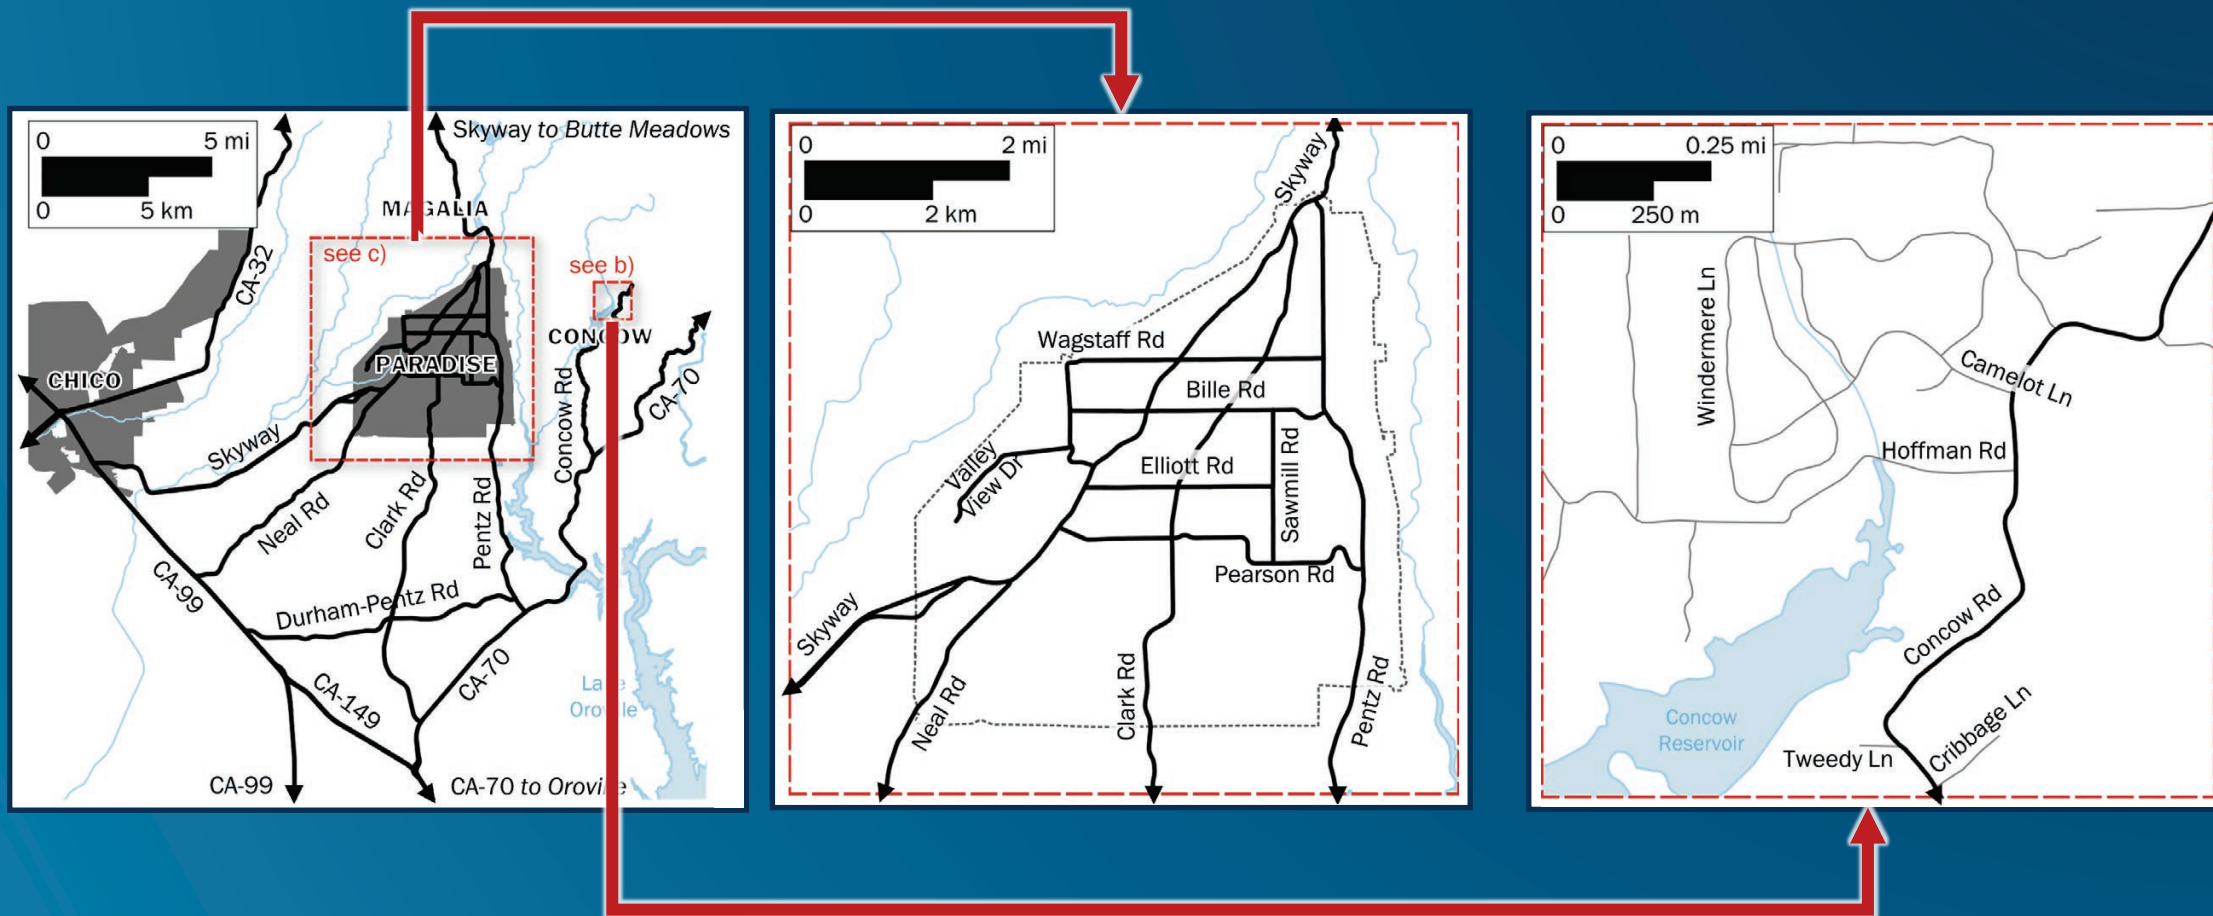 0 5 mi
0 5 km
Skyway to Butte Meadows
MAGALIA
see c)
see b)
CA-32
CONCOW
PARADISE
CHICO
CA-70
Concow Rd
Skyway
Neal Rd
Clark Rd
Pentz Rd
CA-99
Durham-Pentz Rd
CA-149
CA-70
Lake
Oroville
CA-99
CA-70 to Oroville
0 2 mi
0 2 km
Skyway
Wagstaff Rd
Bille Rd
Valley
View Dr
Elliott Rd
Sawmill Rd
Pearson Rd
Skyway
Neal Rd
Clark Rd
Pentz Rd
0 0.25 mi
0 250 m
Windermere Ln
Camelot Ln
Hoffman Rd
Concow Rd
Concow
Reservoir
Tweedy Ln
Cribbage Ln